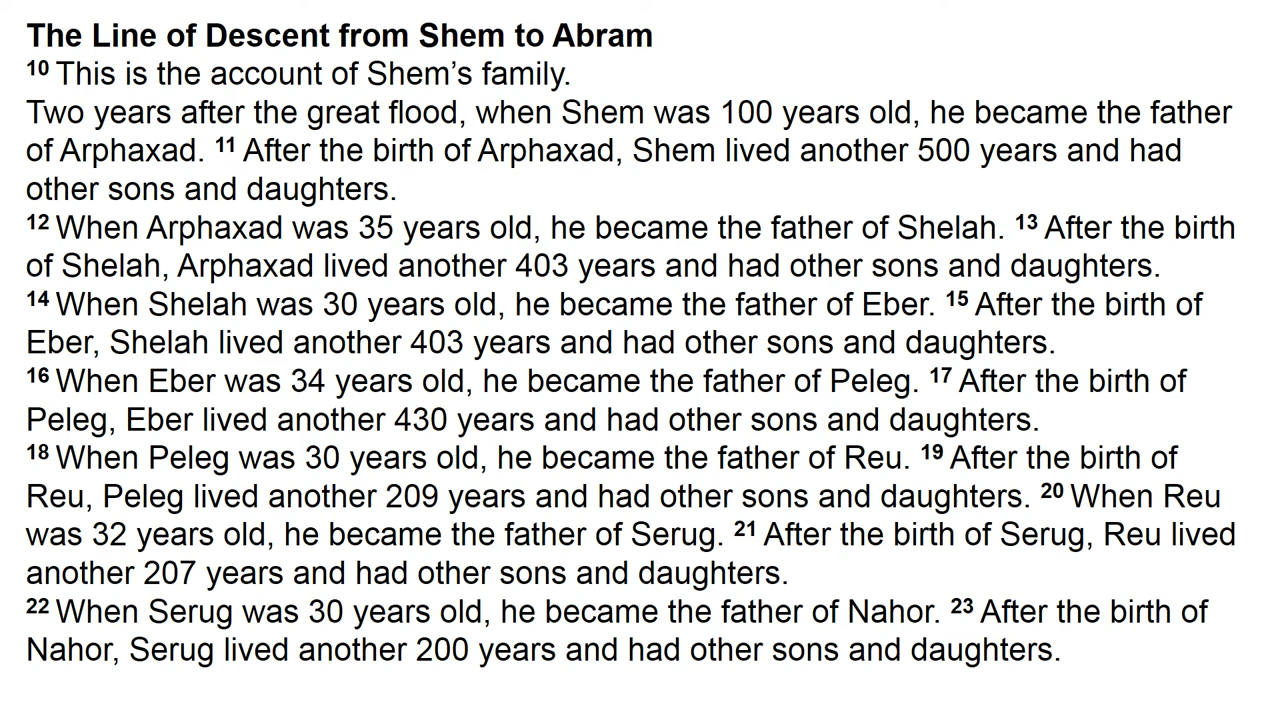 The Line of Descent from Shem to Abram
10 This is the account of Shem’s family.
Two years after the great flood, when Shem was 100 years old, he became the father
of Arphaxad. 11 After the birth of Arphaxad, Shem lived another 500 years and had
other sons and daughters.
12 When Arphaxad was 35 years old, he became the father of Shelah. 13 After the birth
of Shelah, Arphaxad lived another 403 years and had other sons and daughters.
14 When Shelah was 30 years old, he became the father of Eber. 15 After the birth of
Eber, Shelah lived another 403 years and had other sons and daughters.
16 When Eber was 34 years old, he became the father of Peleg. 17 After the birth of
Peleg, Eber lived another 430 years and had other sons and daughters.
18 When Peleg was 30 years old, he became the father of Reu. 19 After the birth of
Reu, Peleg lived another 209 years and had other sons and daughters. 20 When Reu
was 32 years old, he became the father of Serug. 21 After the birth of Serug, Reu lived
another 207 years and had other sons and daughters.
22 When Serug was 30 years old, he became the father of Nahor. 23 After the birth of
Nahor, Serug lived another 200 years and had other sons and daughters.